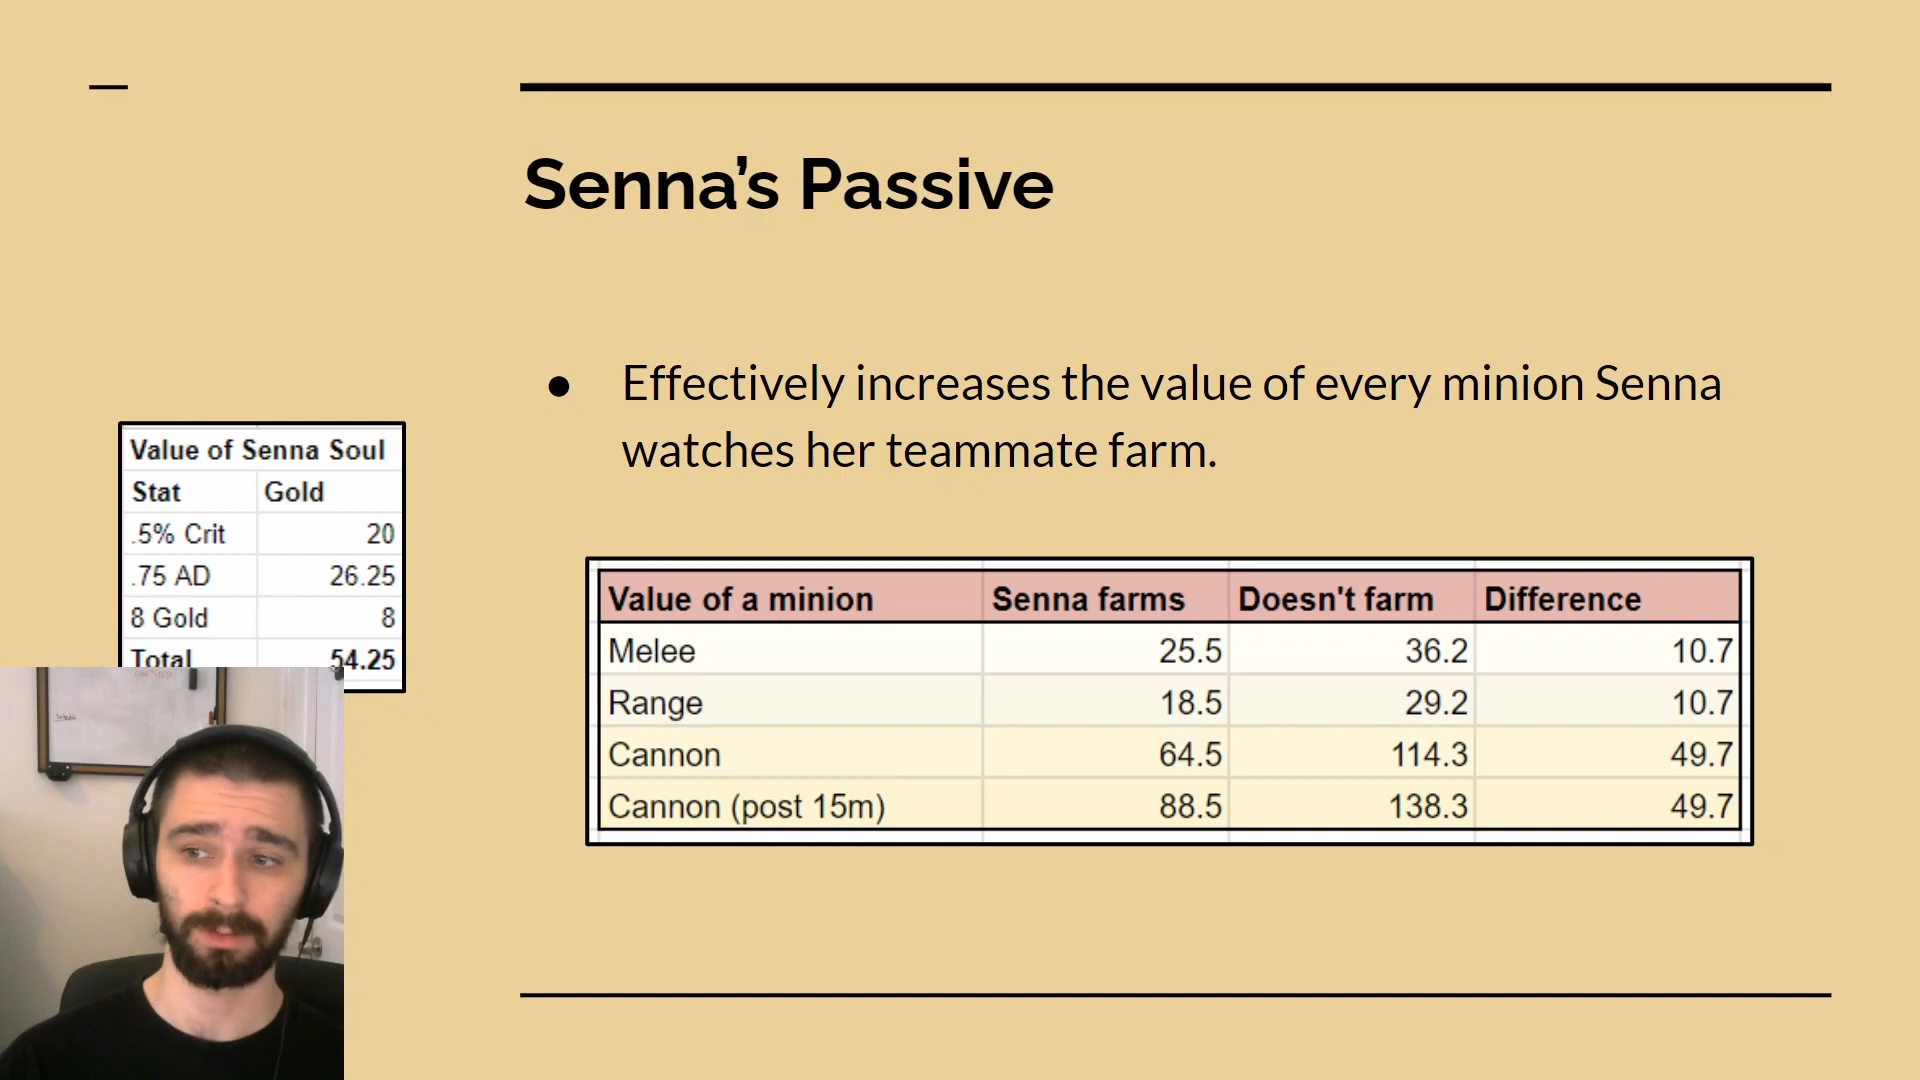 Senna's Passive
● Effectively increases the value of every minion Senna
watches her teammate farm.
Value of Senna Soul
Stat Gold
.5% Crit 20
.75 AD 26.25
8 Gold 8
Total 54.25
Value of a minion Senna farms Doesn't farm Difference
Melee 25.5 36.2 10.7
Range 18.5 29.2 10.7
Cannon 64.5 114.3 49.7
Cannon (post 15m) 88.5 138.3 49.7